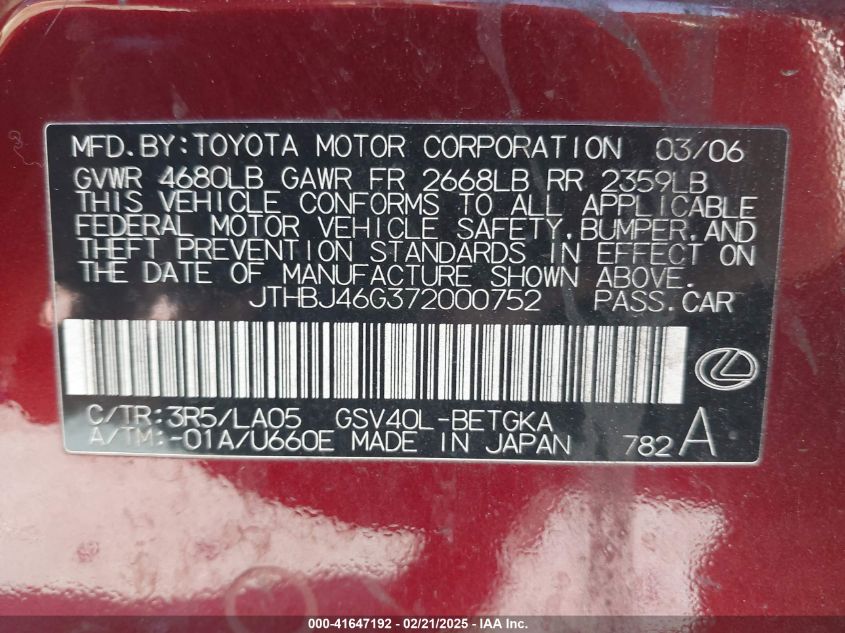 MFD.BY:TOYOTA MOTOR CORPORATION 03/06
GVWR 4680LB GAWR FR 2668LB RR 2359LB
THIS VEHICLE CONFORMS TO ALL APPLICABLE
FEDERAL MOTOR VEHICLE SAFETY,BUMPER,AND
THEFT PREVENTION STANDARDS IN EFFECT ON
THE DATE OF MANUFACTURE SHOWN ABOVE.
JTHBJ46G372000752 PASS.CAR
C/TR:3R5/LA05 GSV40L-BETGKA
A/TM:-01A/U660E MADE IN JAPAN 782A
000-41647192 - 02/21/2025 - IAA Inc.